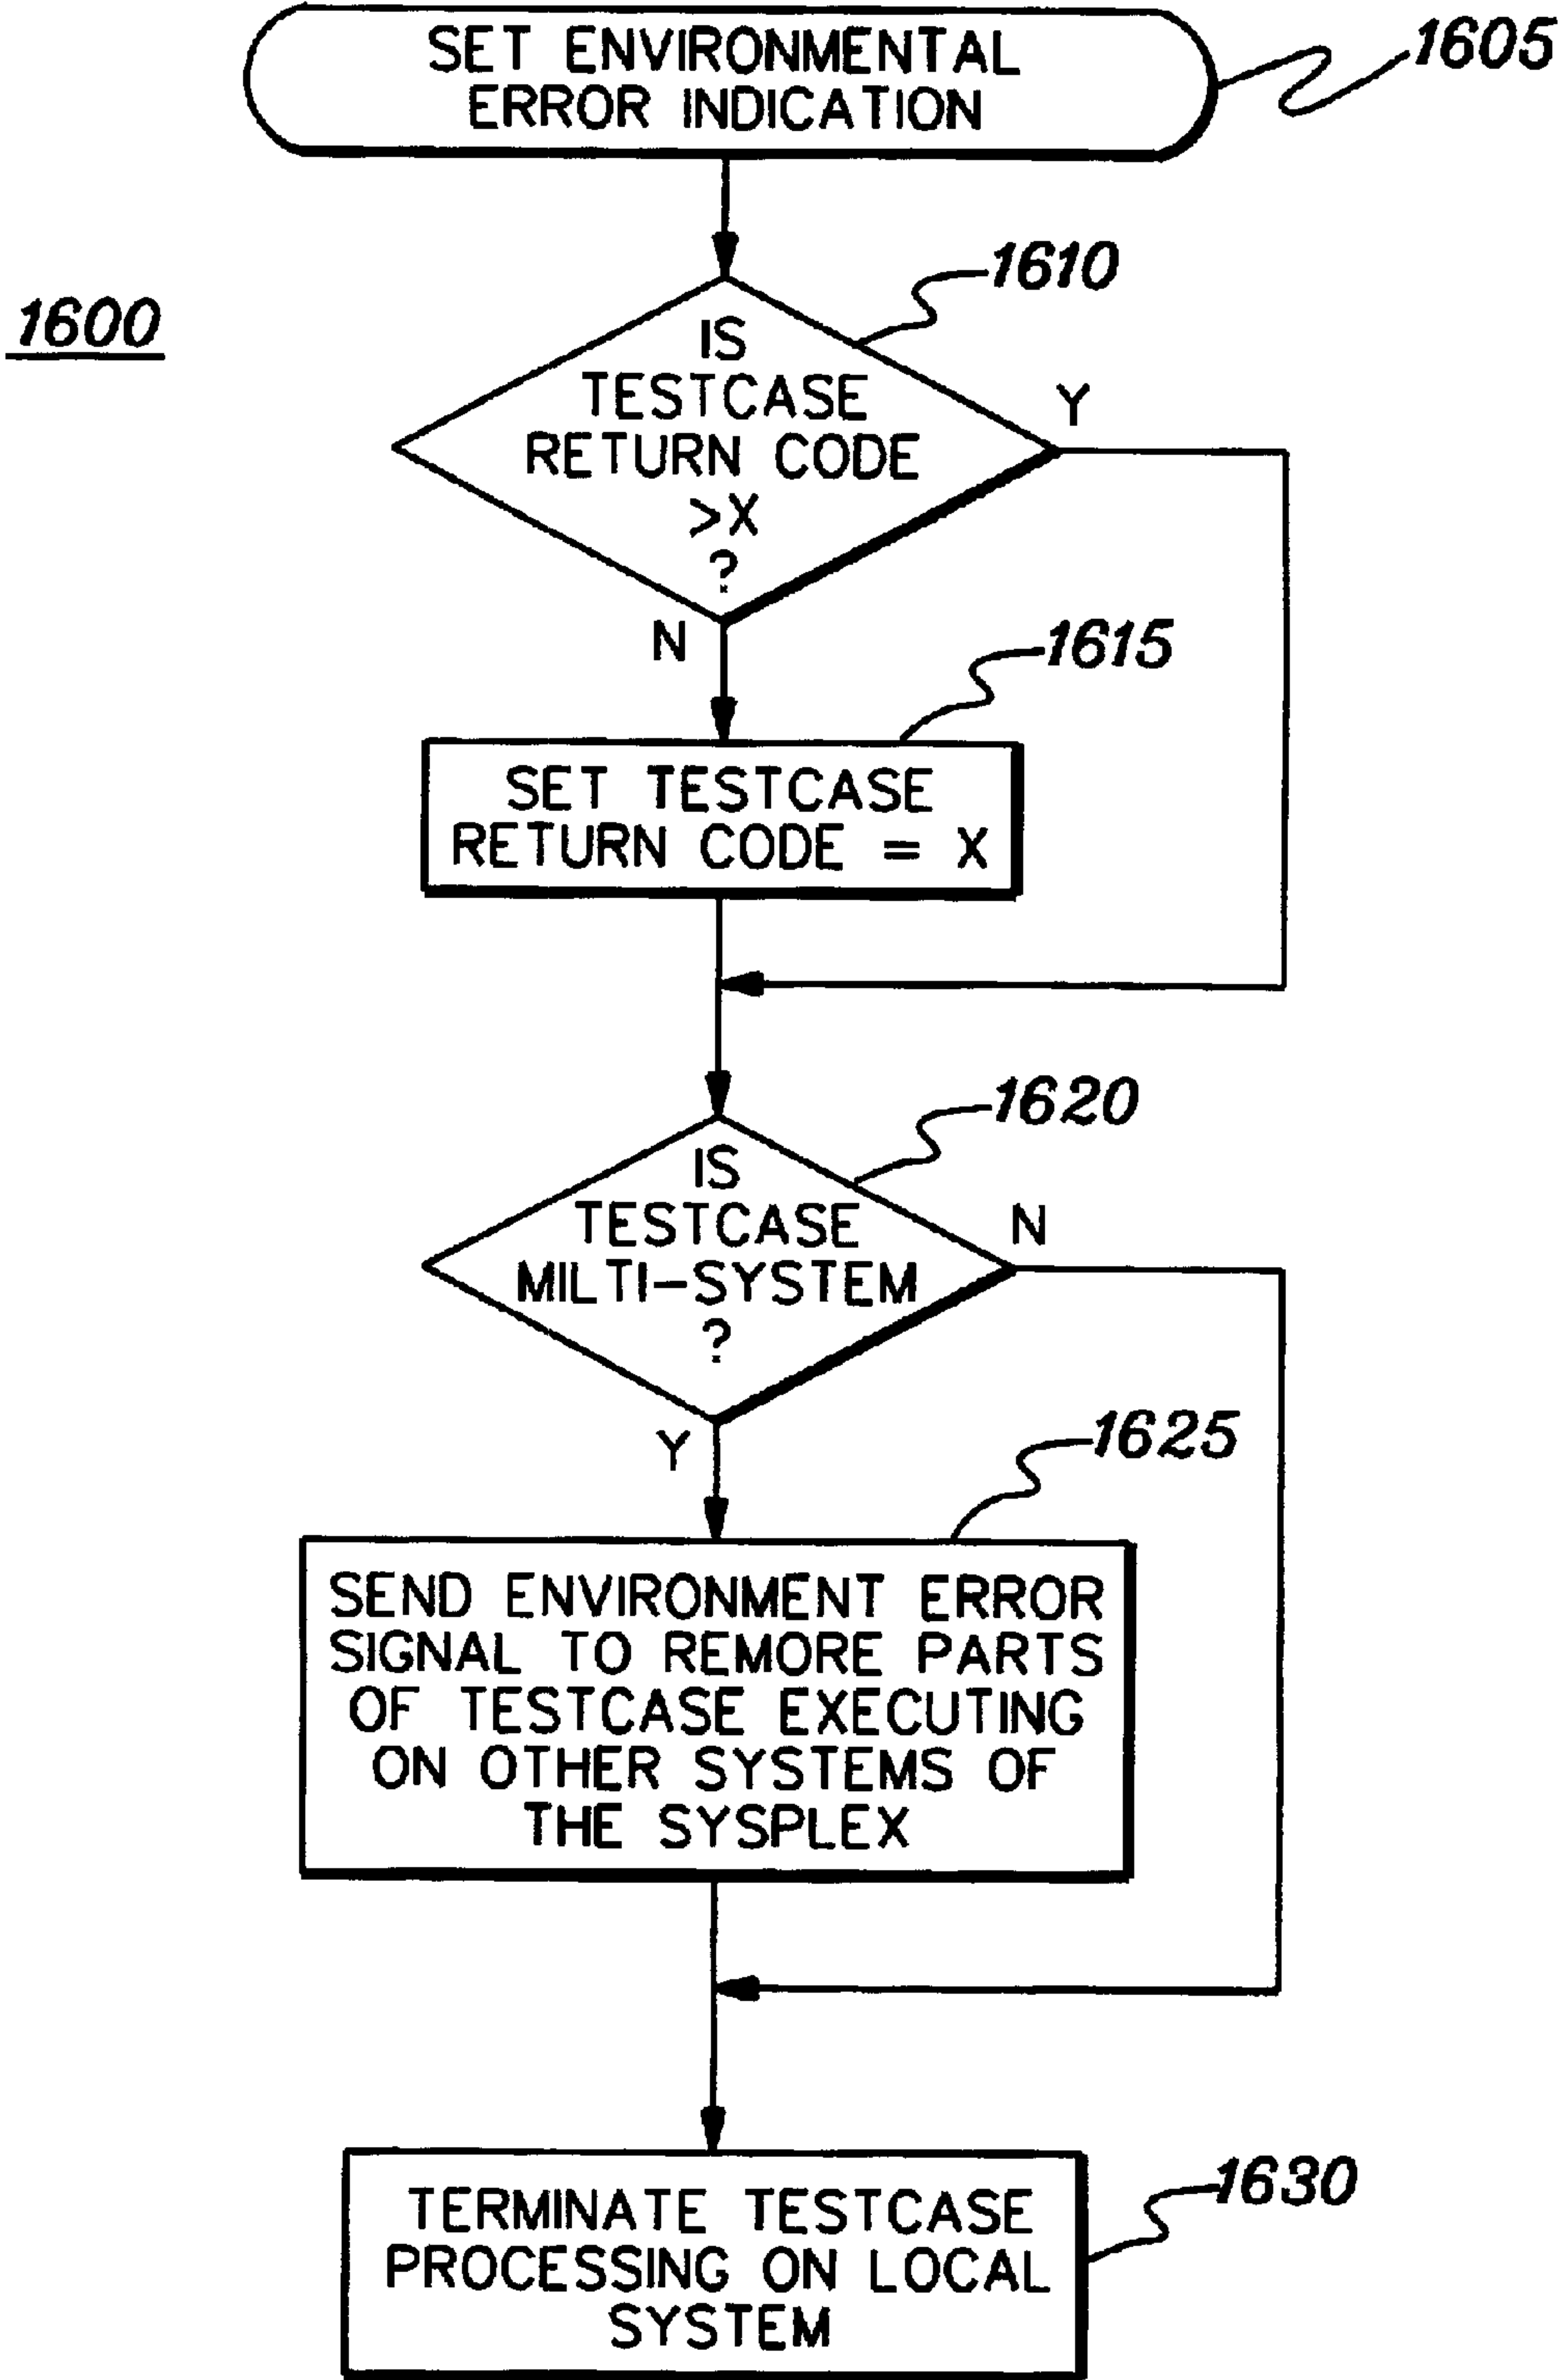 SET ENVIRONMENTAL
ERROR INDICATION
1605
1600
1610
IS
TESTCASE
RETURN CODE
>X
?
Y
N
1615
SET TESTCASE
RETURN CODE = X
1620
IS
TESTCASE
MILTI-SYSTEM
?
N
Y
1625
SEND ENVIRONMENT ERROR
SIGNAL TO REMORE PARTS
OF TESTCASE EXECUTING
ON OTHER SYSTEMS OF
THE SYSPLEX
1630
TERMINATE TESTCASE
PROCESSING ON LOCAL
SYSTEM